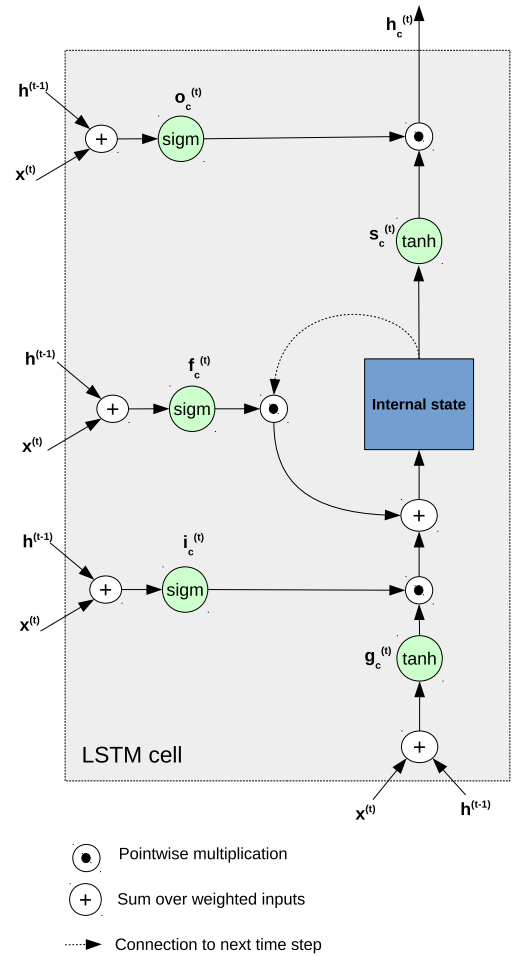 h_c^(t)
h^(t-1)
o_c^(t)
+
sigm
x^(t)
s_c^(t)
tanh
h^(t-1)
f_c^(t)
Internal state
+
sigm
x^(t)
+
h^(t-1)
i_c^(t)
+
sigm
x^(t)
g_c^(t)
tanh
+
LSTM cell
x^(t)
h^(t-1)
Pointwise multiplication
+
Sum over weighted inputs
Connection to next time step